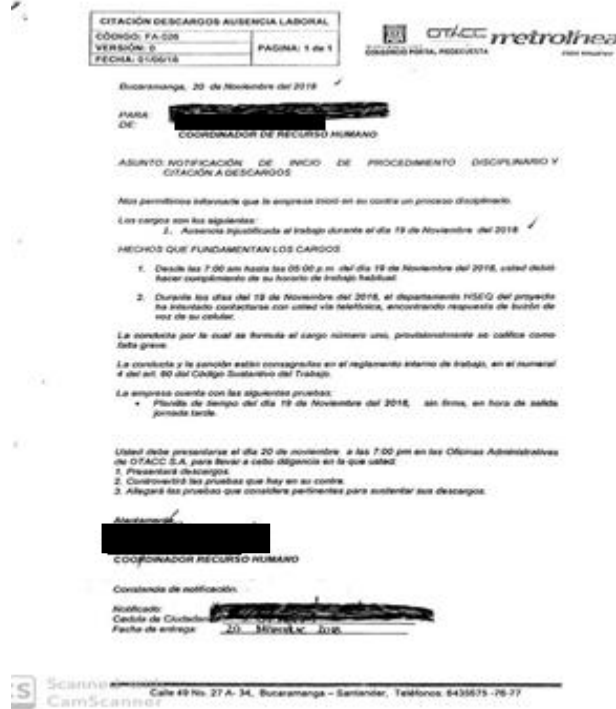 CITACIÓN DESCARGOS AUSENCIA LABORAL
CÓDIGO: FA-026
VERSIÓN: 0
PAGINA: 1 de 1
FECHA: 01/06/16
OTACC
metrolínea
Bucaramanga, 20 de Noviembre del 2018
PARA:
DE:
COORDINADOR DE RECURSO HUMANO
ASUNTO: NOTIFICACIÓN DE INICIO DE PROCEDIMIENTO DISCIPLINARIO Y
CITACIÓN A DESCARGOS
Nos permitimos informarle que la empresa inició en su contra un proceso disciplinario.
Los cargos son los siguientes:
1. Ausencia injustificada al trabajo durante el día 19 de Noviembre del 2018
HECHOS QUE FUNDAMENTAN LOS CARGOS
1. Desde las 7:00 am hasta las 05:00 p.m. del día 19 de Noviembre del 2018, usted debió
hacer cumplimiento de su horario de trabajo habitual.
2. Durante los días del 19 de Noviembre del 2018, el departamento HSEQ del proyecto
ha intentado contactarse con usted vía telefónica, encontrando respuesta de buzón de
voz de su celular.
La conducta por la cual se formula el cargo número uno, provisionalmente se califica como
falta grave.
La conducta y la sanción están consagradas en el reglamento interno de trabajo, en el numeral
4 del art. 60 del Código Sustantivo del Trabajo.
La empresa cuenta con las siguientes pruebas:
• Planilla de tiempo del día 19 de Noviembre del 2018, sin firma, en hora de salida
jornada tarde.
Usted debe presentarse el día 20 de noviembre a las 7:00 pm en las Oficinas Administrativas
de OTACC S.A. para llevar a cabo diligencia en la que usted:
1. Presentará descargos.
2. Controvertirá las pruebas que hay en su contra.
3. Allegará las pruebas que considere pertinentes para sustentar sus descargos.
Atentamente,
COORDINADOR RECURSO HUMANO
Constancia de notificación.
Notificado:
Cedula de Ciudadanía
Fecha de entrega: 20 Noviembre 2018
Calle 49 No. 27 A- 34, Bucaramanga – Santander, Teléfonos: 6435675 -76-77
CS Scanned with
CamScanner